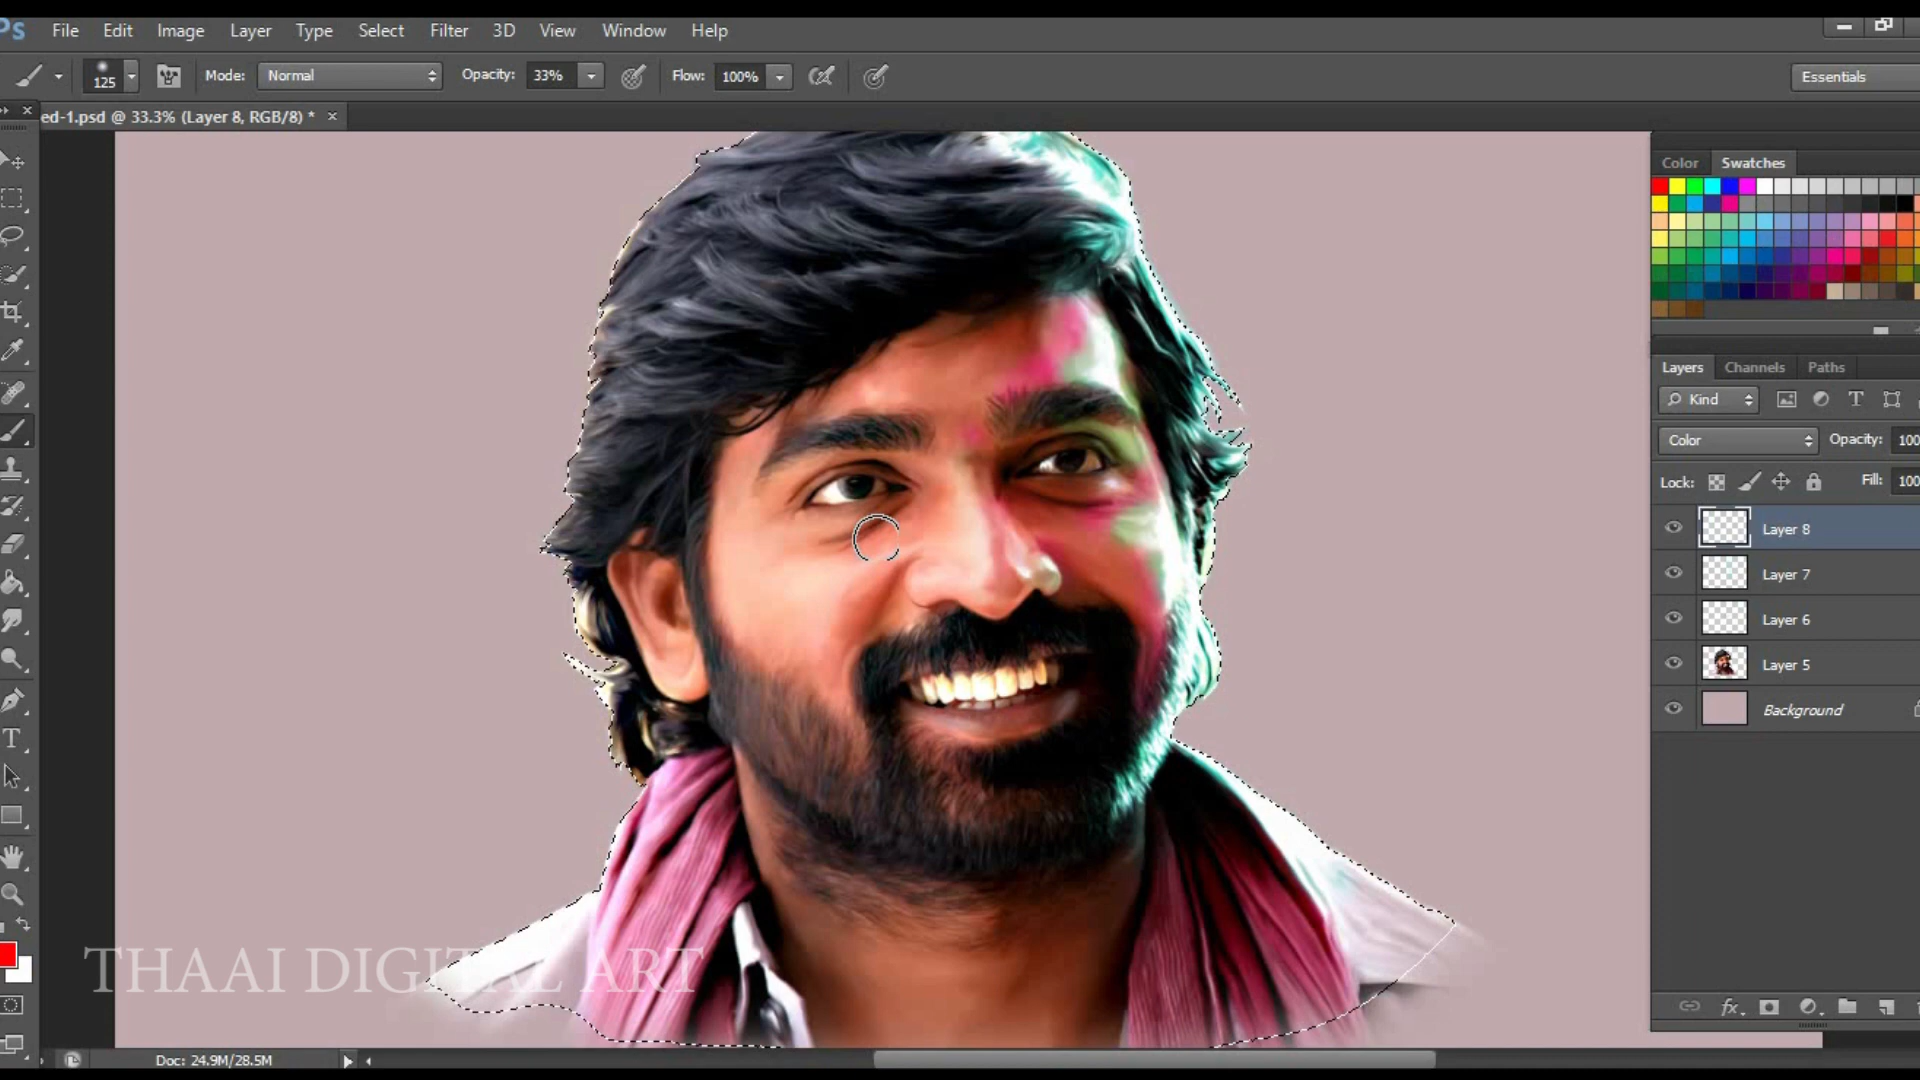 Ps File Edit Image Layer Type Select Filter 3D View Window Help
125 Mode: Normal Opacity: 33% Flow: 100% Essentials
ed-1.psd @ 33.3% (Layer 8, RGB/8) * ×
Color Swatches
Layers Channels Paths
Kind
Color Opacity: 100
Lock: Fill: 100
Layer 8
Layer 7
Layer 6
Layer 5
Background
THAAI DIGITAL ART
Doc: 24.9M/28.5M